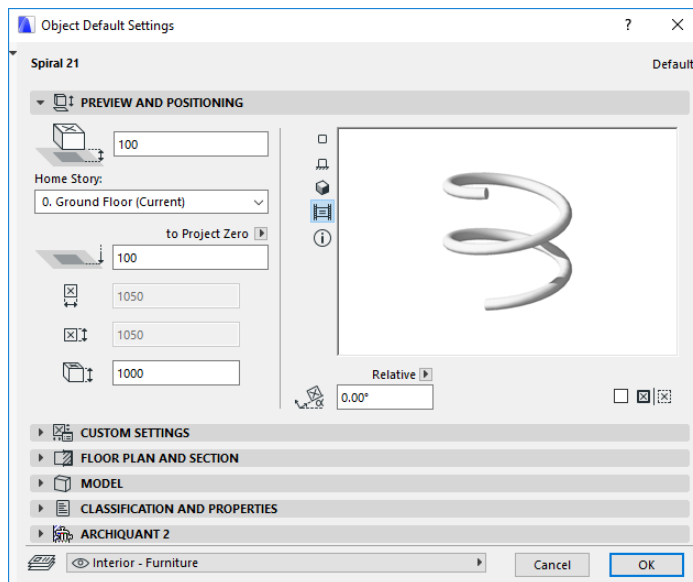 Object Default Settings
?
Spiral 21
Default
PREVIEW AND POSITIONING
100
Home Story:
0. Ground Floor (Current)
to Project Zero
100
1050
1050
1000
Relative
0.00°
CUSTOM SETTINGS
FLOOR PLAN AND SECTION
MODEL
CLASSIFICATION AND PROPERTIES
ARCHIQUANT 2
Interior - Furniture
Cancel
OK